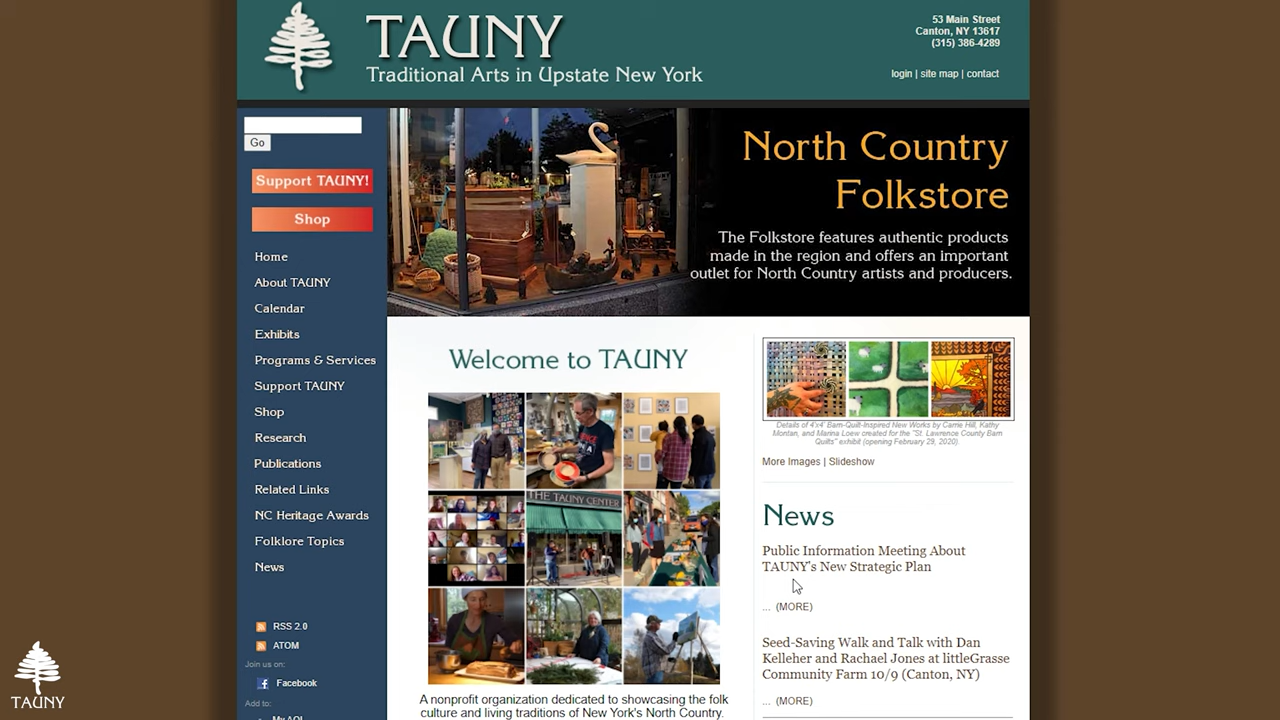 TAUNY
Traditional Arts in Upstate New York
53 Main Street
Canton, NY 13617
(315) 386-4289
login | site map | contact
Go
Support TAUNY!
Shop
Home
About TAUNY
Calendar
Exhibits
Programs & Services
Support TAUNY
Shop
Research
Publications
Related Links
NC Heritage Awards
Folklore Topics
News
RSS 2.0
ATOM
Join us on:
Facebook
Add to:
My AOL
North Country
Folkstore
The Folkstore features authentic products
made in the region and offers an important
outlet for North Country artists and producers.
Welcome to TAUNY
THE TAUNY CENTER
A nonprofit organization dedicated to showcasing the folk
culture and living traditions of New York's North Country.
Details of 4'x4' Barn-Quilt-Inspired New Works by Carrie Hill, Kathy
Montan, and Marina Loew created for the "St. Lawrence County Barn
Quilts" exhibit (opening February 29, 2020)
More Images | Slideshow
News
Public Information Meeting About
TAUNY's New Strategic Plan
... (MORE)
Seed-Saving Walk and Talk with Dan
Kelleher and Rachael Jones at littleGrasse
Community Farm 10/9 (Canton, NY)
... (MORE)
TAUNY